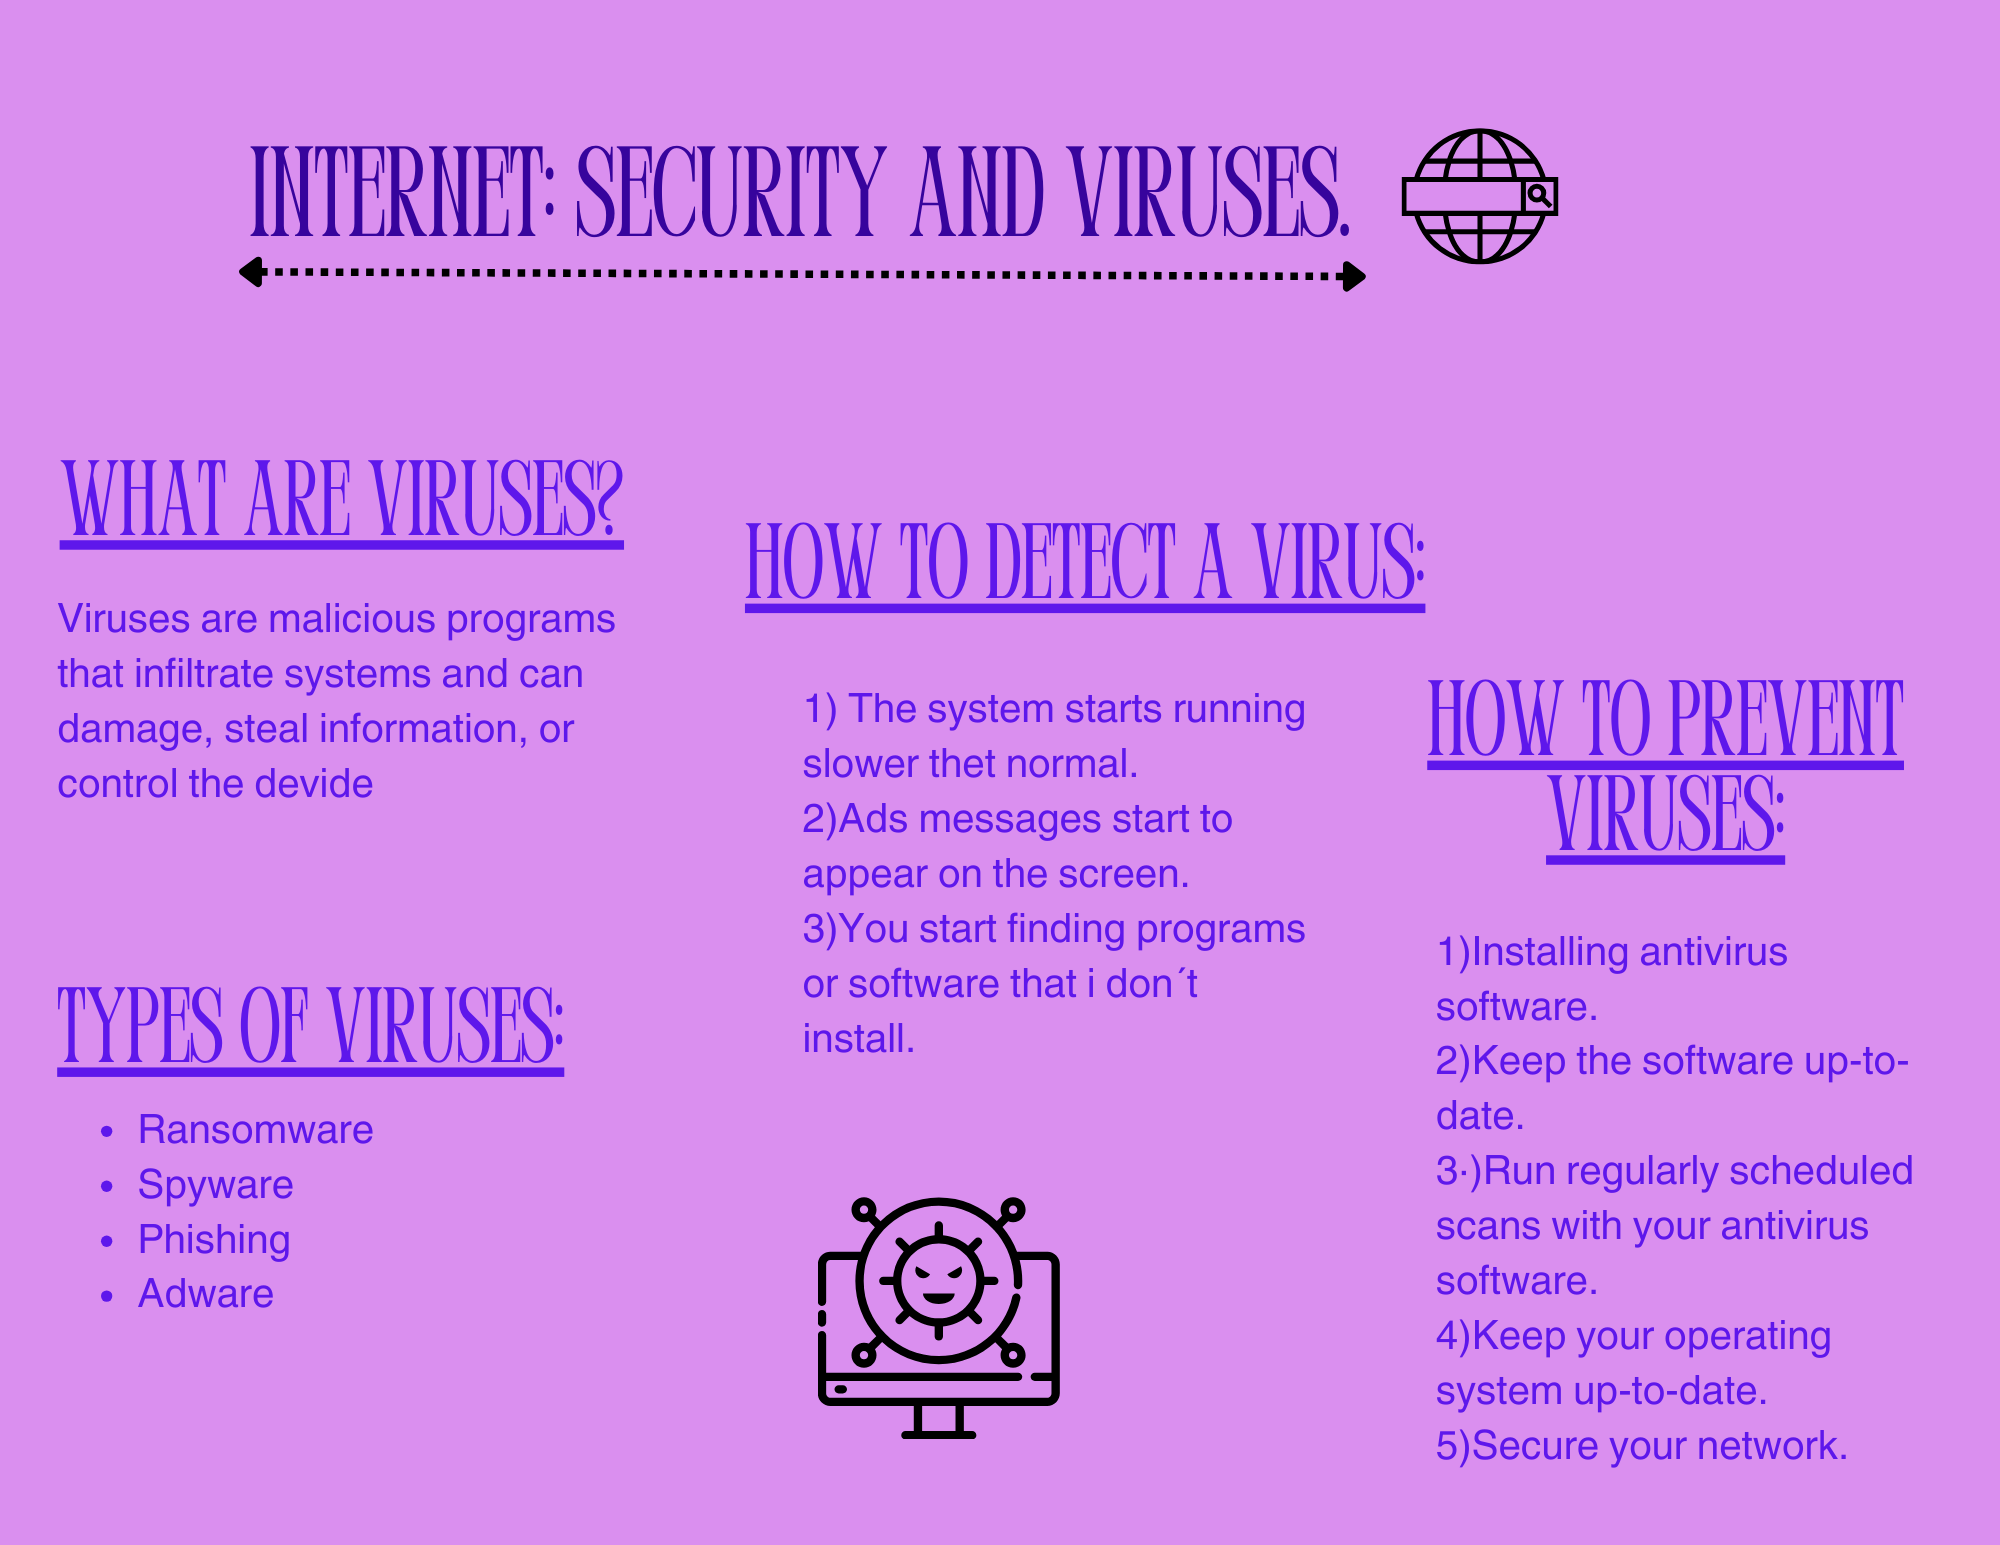 INTERNET: SECURITY AND VIRUSES.
WHAT ARE VIRUSES?
Viruses are malicious programs
that infiltrate systems and can
damage, steal information, or
control the devide
TYPES OF VIRUSES:
• Ransomware
• Spyware
• Phishing
• Adware
HOW TO DETECT A VIRUS:
1) The system starts running
slower thet normal.
2)Ads messages start to
appear on the screen.
3)You start finding programs
or software that i don´t
install.
HOW TO PREVENT
VIRUSES:
1)Installing antivirus
software.
2)Keep the software up-to-
date.
3·)Run regularly scheduled
scans with your antivirus
software.
4)Keep your operating
system up-to-date.
5)Secure your network.